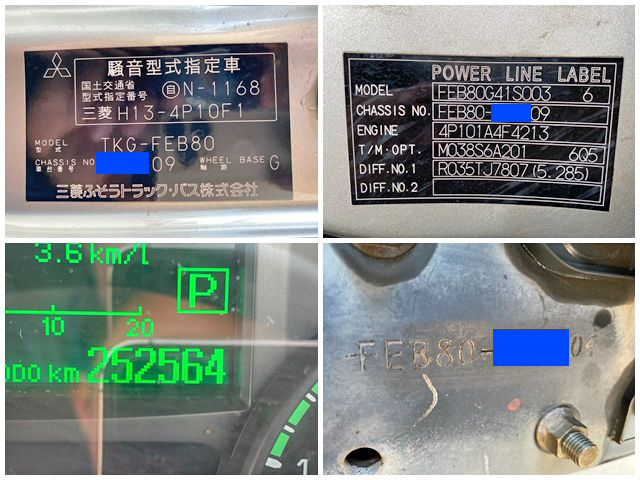 騒音型式指定車
国土交通省
型式指定番号 自N-1168
三菱 H13-4P10F1
MODEL
型式 TKG-FEB80
CHASSIS NO
車台番号 09 WHEEL BASE
軸距 G
三菱ふそうトラック・バス株式会社
POWER LINE LABEL
MODEL FEB80G41S003 6
CHASSIS NO. FEB80- 09
ENGINE 4P101A4F4213
T/M・OPT. M038S6A201 6Q5
DIFF.NO.1 R035TJ7807(5.285)
DIFF.NO.2
3.6 km/l
P
10 20
ODO km 252564
1
-FEB80- 09